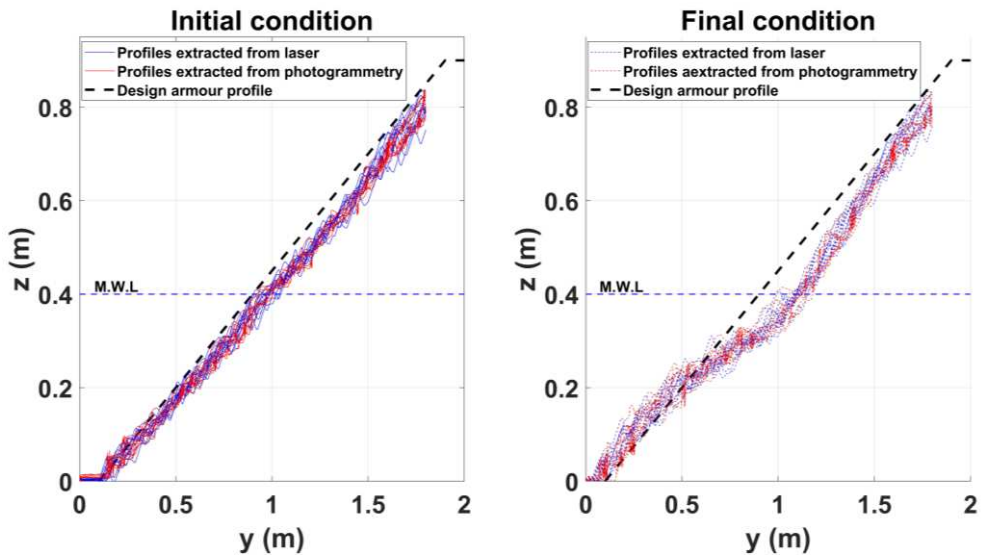 Initial condition
Profiles extracted from laser
Profiles extracted from photogrammetry
Design armour profile
M.W.L
z (m)
0.8
0.6
0.4
0.2
0
0 0.5 1 1.5 2
y (m)
Final condition
Profiles extracted from laser
Profiles aextracted from photogrammetry
Design armour profile
M.W.L
z (m)
0.8
0.6
0.4
0.2
0
0 0.5 1 1.5 2
y (m)